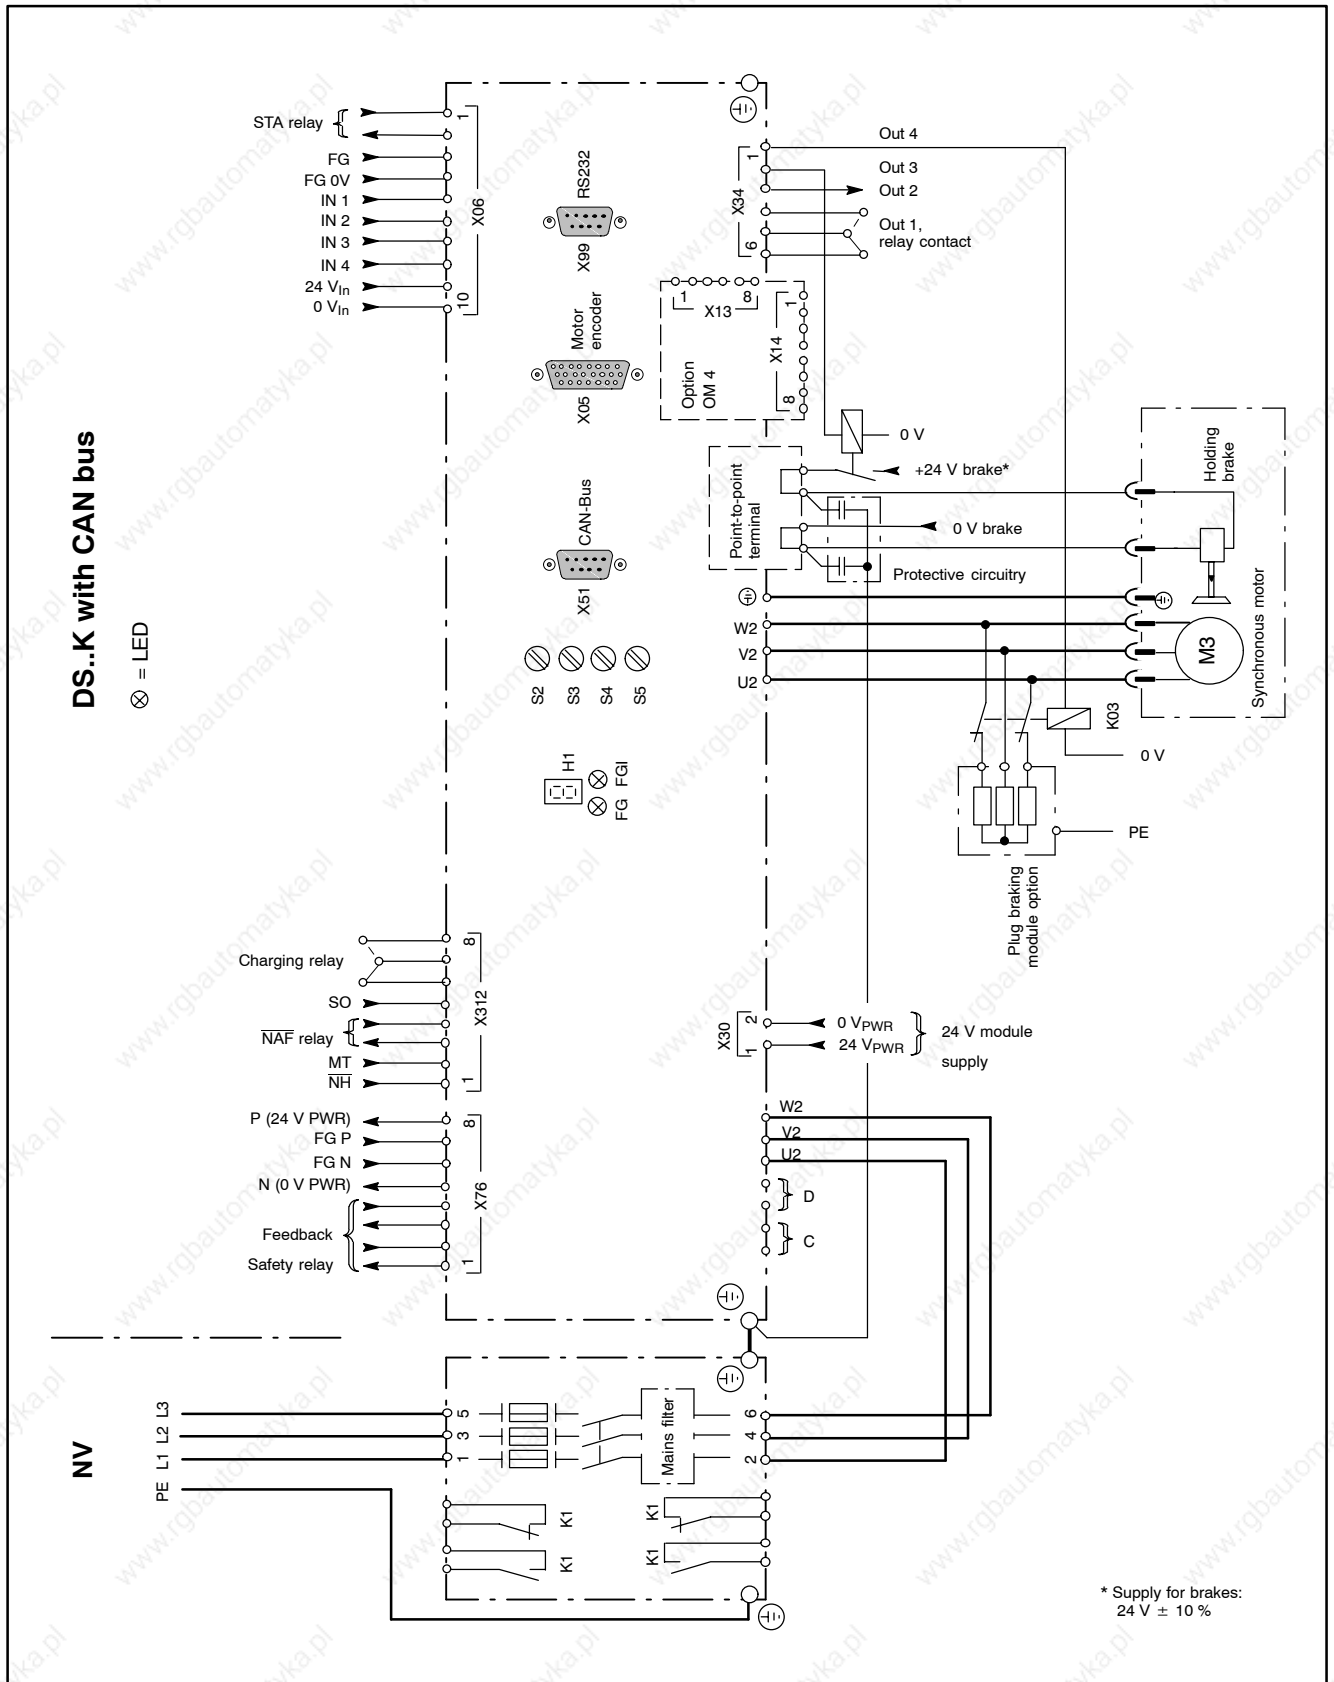 DS..K with CAN bus
⊗ = LED
STA relay
FG
FG 0V
IN 1
IN 2
IN 3
IN 4
24 VIn
0 VIn
1
X06
10
RS232
X99
Motor
encoder
X05
CAN-Bus
X51
S2
S3
S4
S5
H1
FG
FGI
1
X34
6
Out 4
Out 3
Out 2
Out 1,
relay contact
1
8
X13
1
X14
8
Option
OM 4
0 V
+24 V brake*
Point-to-point
terminal
0 V brake
Protective circuitry
Holding
brake
Synchronous motor
M3
W2
V2
U2
K03
0 V
PE
Plug braking
module option
Charging relay
SO
NAF relay
MT
NH
8
X312
1
P (24 V PWR)
FG P
FG N
N (0 V PWR)
Feedback
Safety relay
8
X76
1
X30
2
1
0 VPWR
24 VPWR
24 V module
supply
W2
V2
U2
D
C
NV
L3
L2
L1
PE
5
3
1
Mains filter
6
4
2
K1
K1
K1
K1
* Supply for brakes:
24 V ± 10 %
www.rgbautomatyka.pl